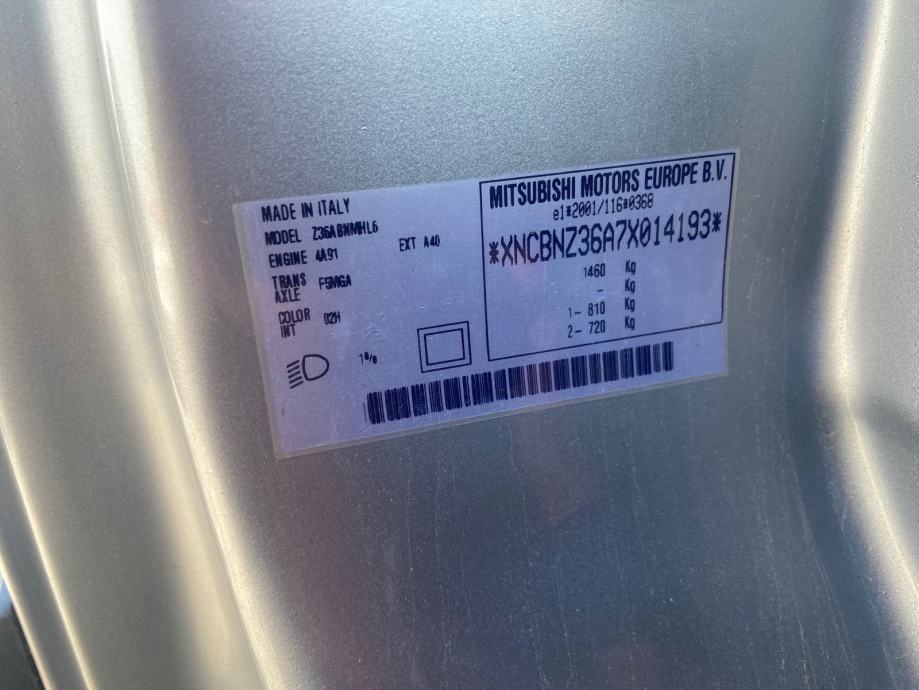 MADE IN ITALY
MODEL Z36ABNMHL6
ENGINE 4A91 EXT A40
TRANS AXLE F5MGA
COLOR INT 02H
1%
MITSUBISHI MOTORS EUROPE B.V.
e1*2001/116*0368
*XNCBNZ36A7X014193*
1460 Kg
- Kg
1- 810 Kg
2- 720 Kg